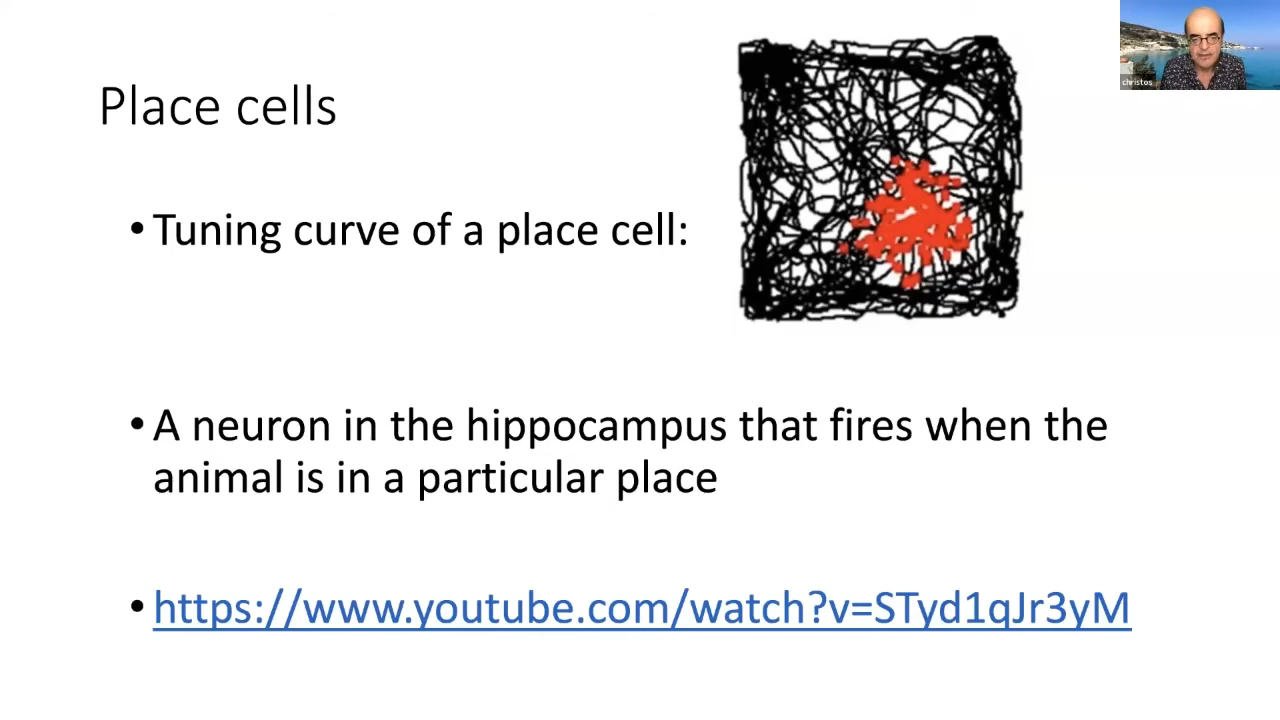 christos
Place cells
• Tuning curve of a place cell:
• A neuron in the hippocampus that fires when the
animal is in a particular place
• https://www.youtube.com/watch?v=STyd1qJr3yM